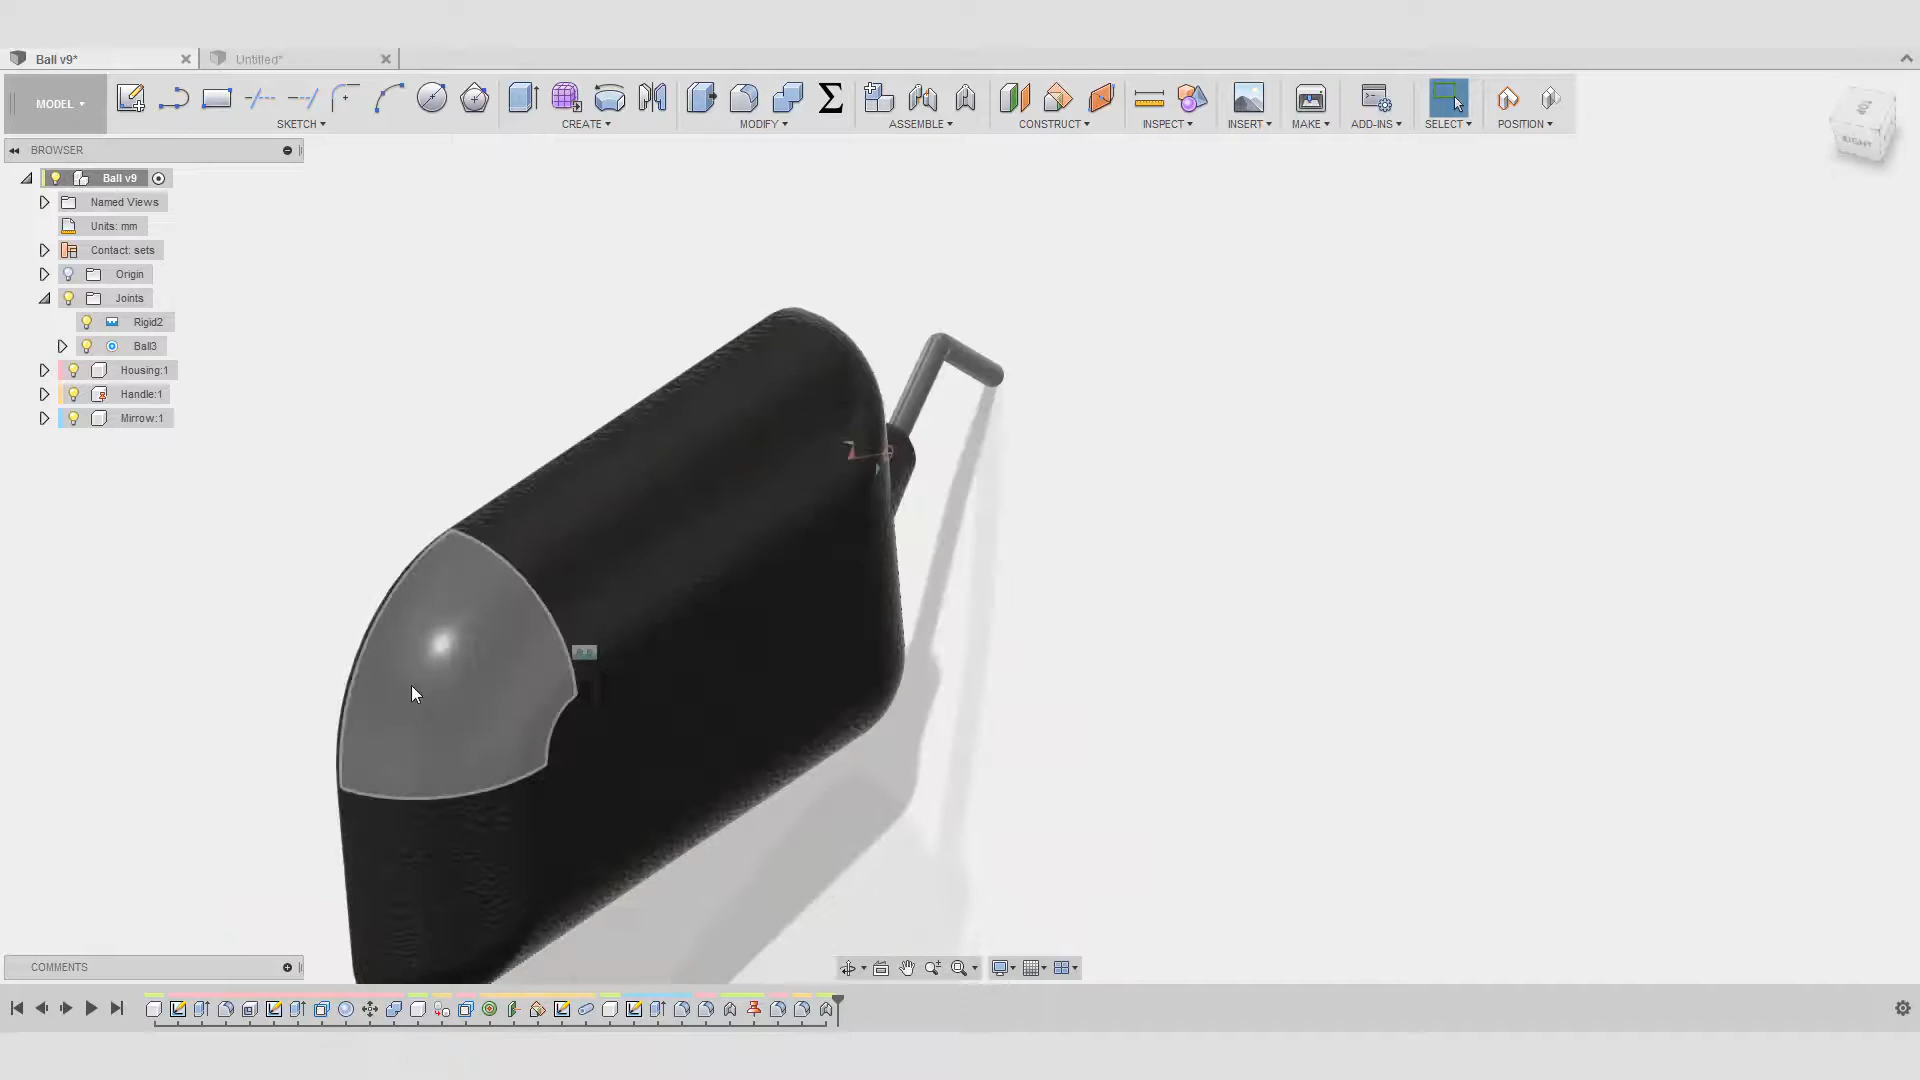 Ball v9*
Untitled*
MODEL
SKETCH
CREATE
MODIFY
ASSEMBLE
CONSTRUCT
INSPECT
INSERT
MAKE
ADD-INS
SELECT
POSITION
RIGHT
BROWSER
Ball v9
Named Views
Units: mm
Contact: sets
Origin
Joints
Rigid2
Ball3
Housing:1
Handle:1
Mirrow:1
COMMENTS